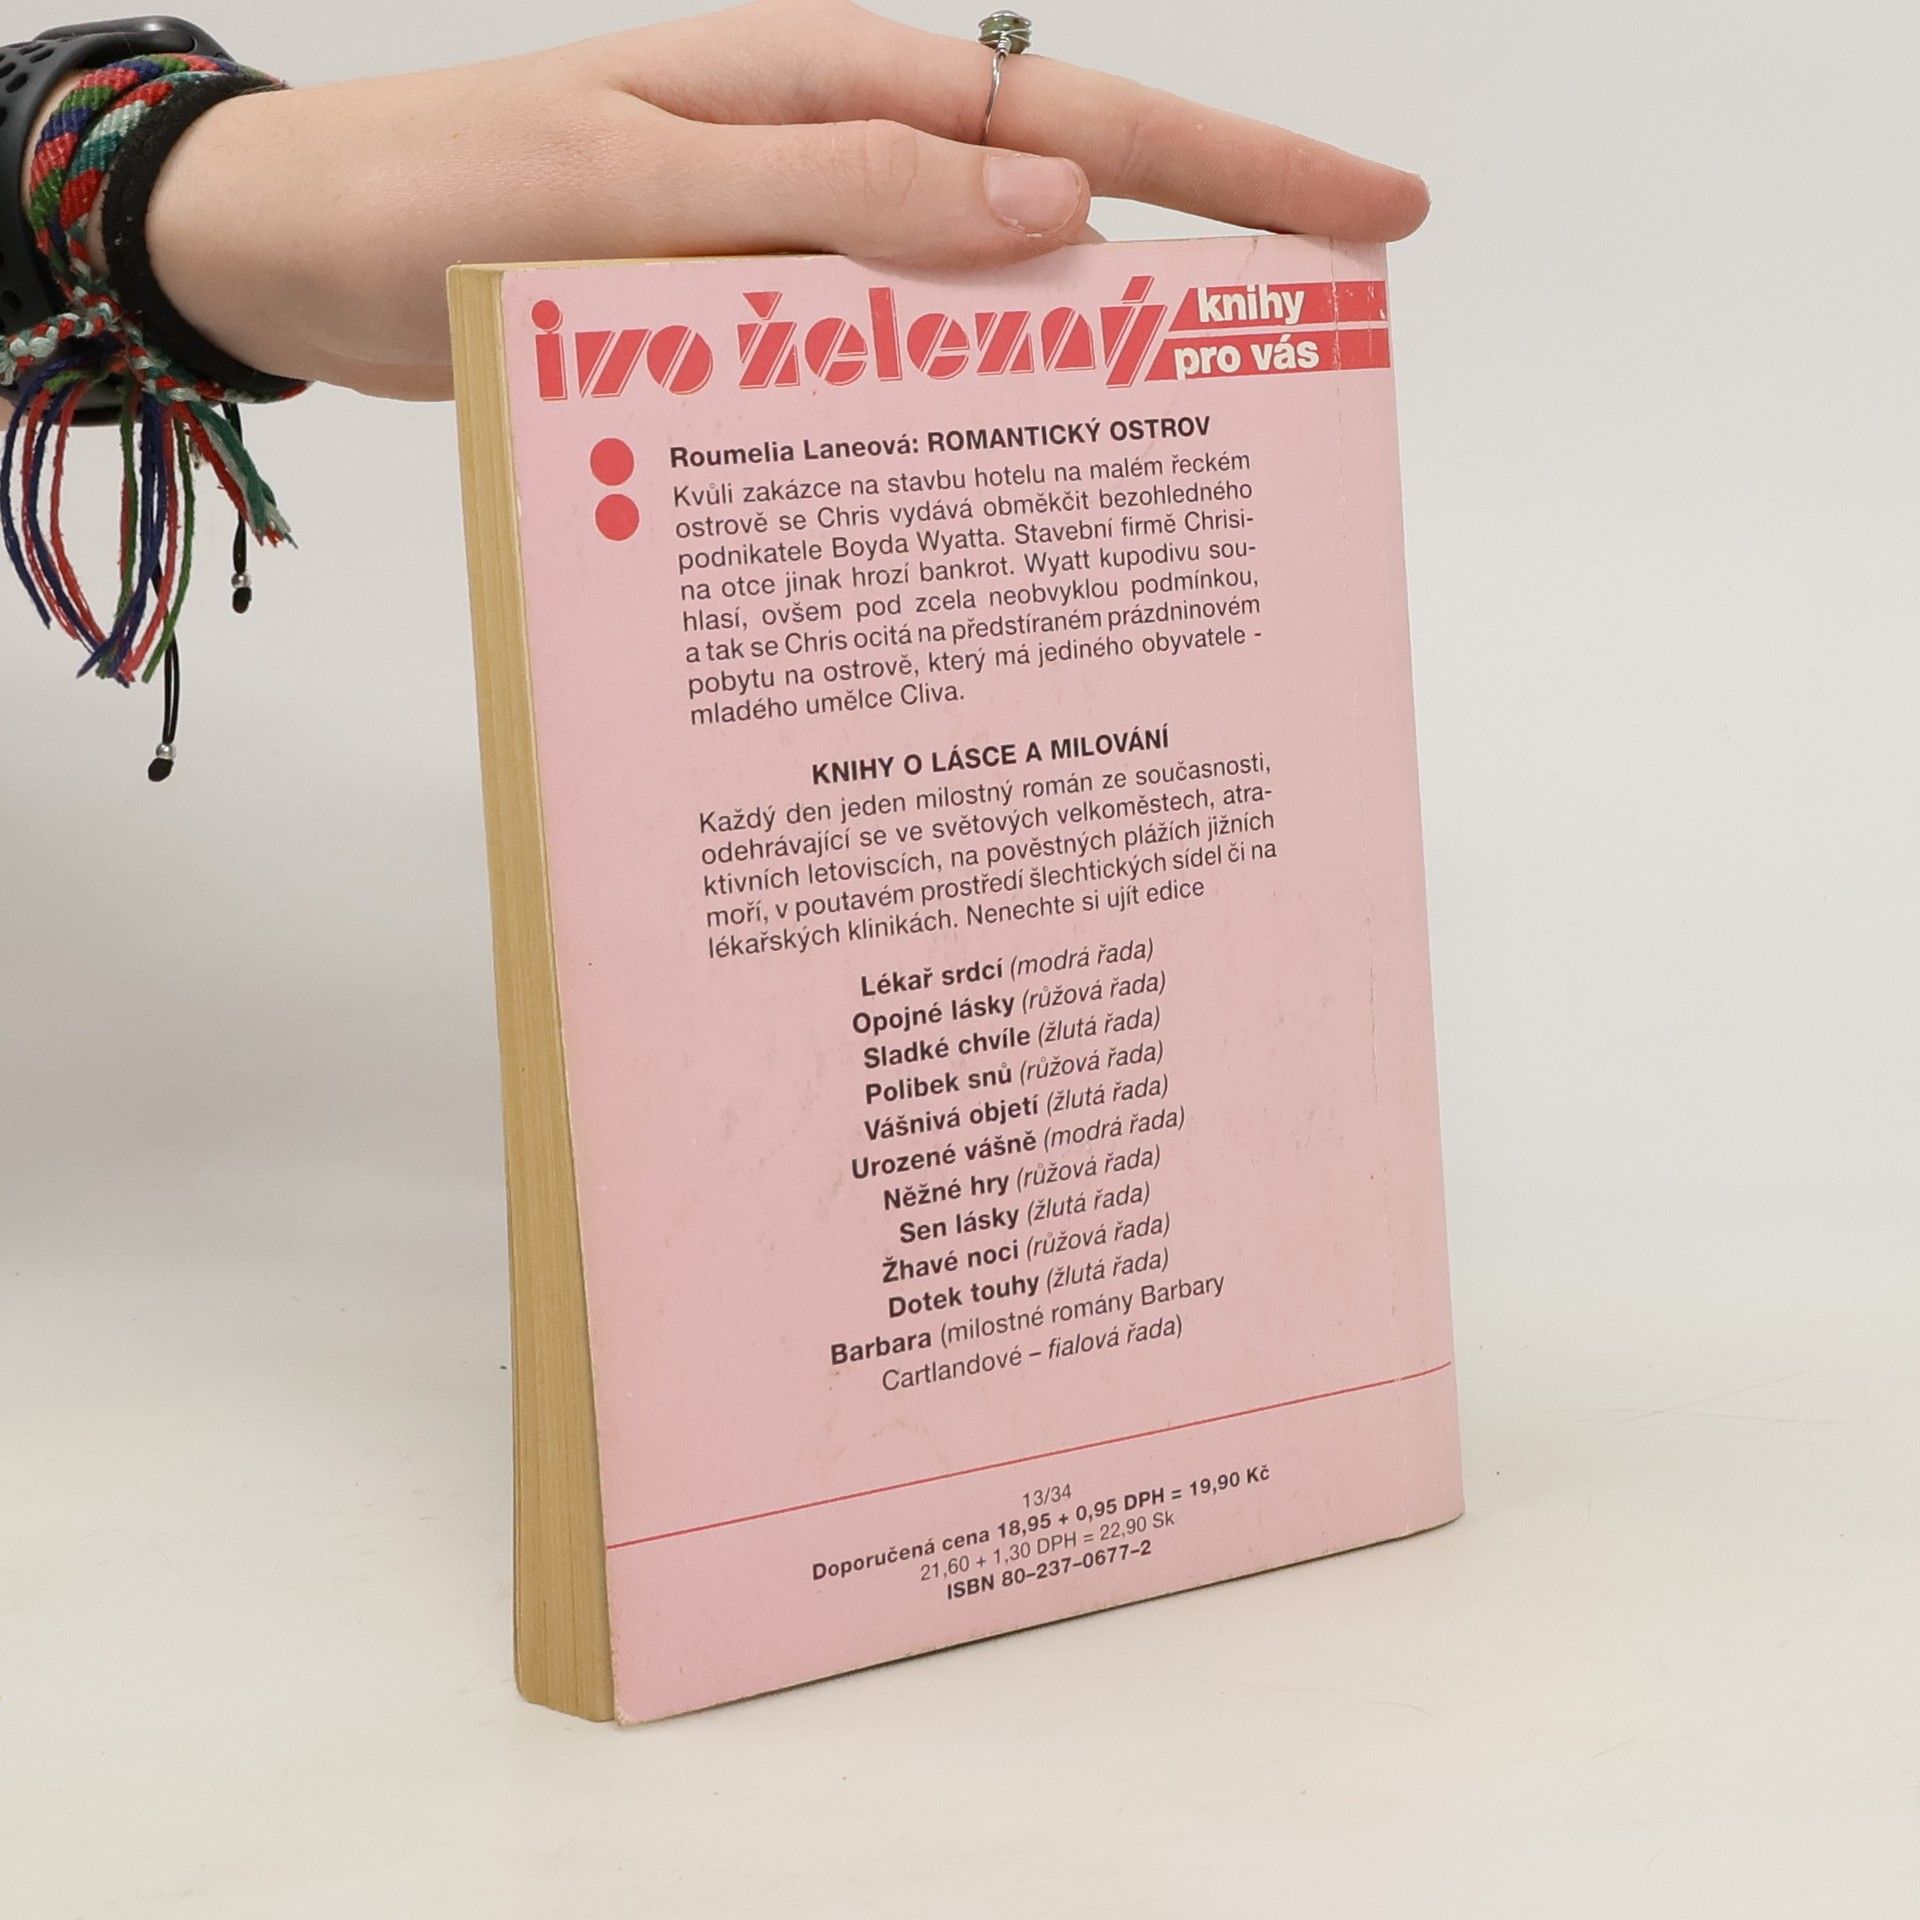 ivo železný knihy
pro vás
Roumelia Laneová: ROMANTICKÝ OSTROV
Kvůli zakázce na stavbu hotelu na malém řeckém
ostrově se Chris vydává obměkčit bezohledného
podnikatele Boyda Wyatta. Stavební firmě Chrisi-
na otce jinak hrozí bankrot. Wyatt kupodivu sou-
hlasí, ovšem pod zcela neobvyklou podmínkou,
a tak se Chris ocitá na předstíraném prázdninovém
pobytu na ostrově, který má jediného obyvatele -
mladého umělce Cliva.
KNIHY O LÁSCE A MILOVÁNÍ
Každý den jeden milostný román ze současnosti,
odehrávající se ve světových velkoměstech, atra-
ktivních letoviscích, na pověstných plážích jižních
moří, v poutavém prostředí šlechtických sídel či na
lékařských klinikách. Nenechte si ujít edice
Lékař srdcí (modrá řada)
Opojné lásky (růžová řada)
Sladké chvíle (žlutá řada)
Polibek snů (růžová řada)
Vášnivá objetí (žlutá řada)
Urozené vášně (modrá řada)
Něžné hry (růžová řada)
Sen lásky (žlutá řada)
Žhavé noci (růžová řada)
Dotek touhy (žlutá řada)
Barbara (milostné romány Barbary
Cartlandové – fialová řada)
13/34
Doporučená cena 18,95 + 0,95 DPH = 19,90 Kč
21,60 + 1,30 DPH = 22,90 Sk
ISBN 80–237–0677–2